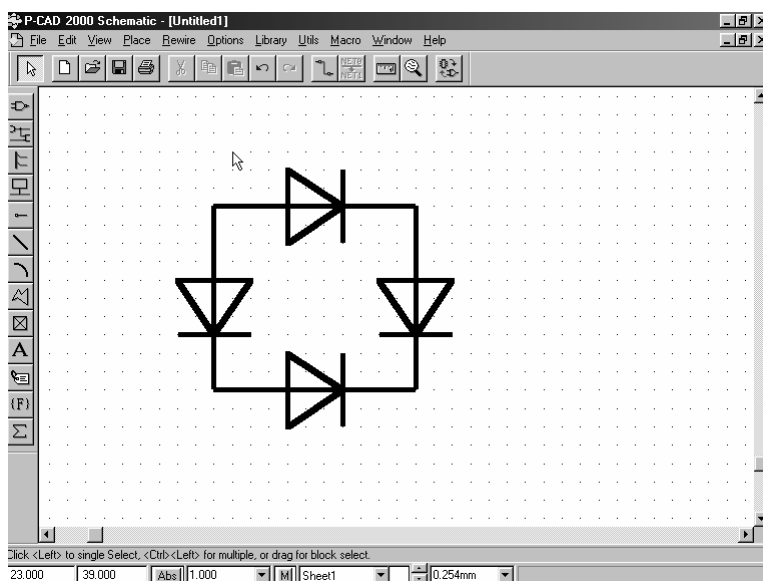 P-CAD 2000 Schematic - [Untitled1]
File Edit View Place Rewire Options Library Utils Macro Window Help
NET0
NET1
A
{F}
Σ
Click <Left> to single Select, <Ctrl><Left> for multiple, or drag for block select.
23.000 39.000 Abs 1.000 M Sheet1 0.254mm